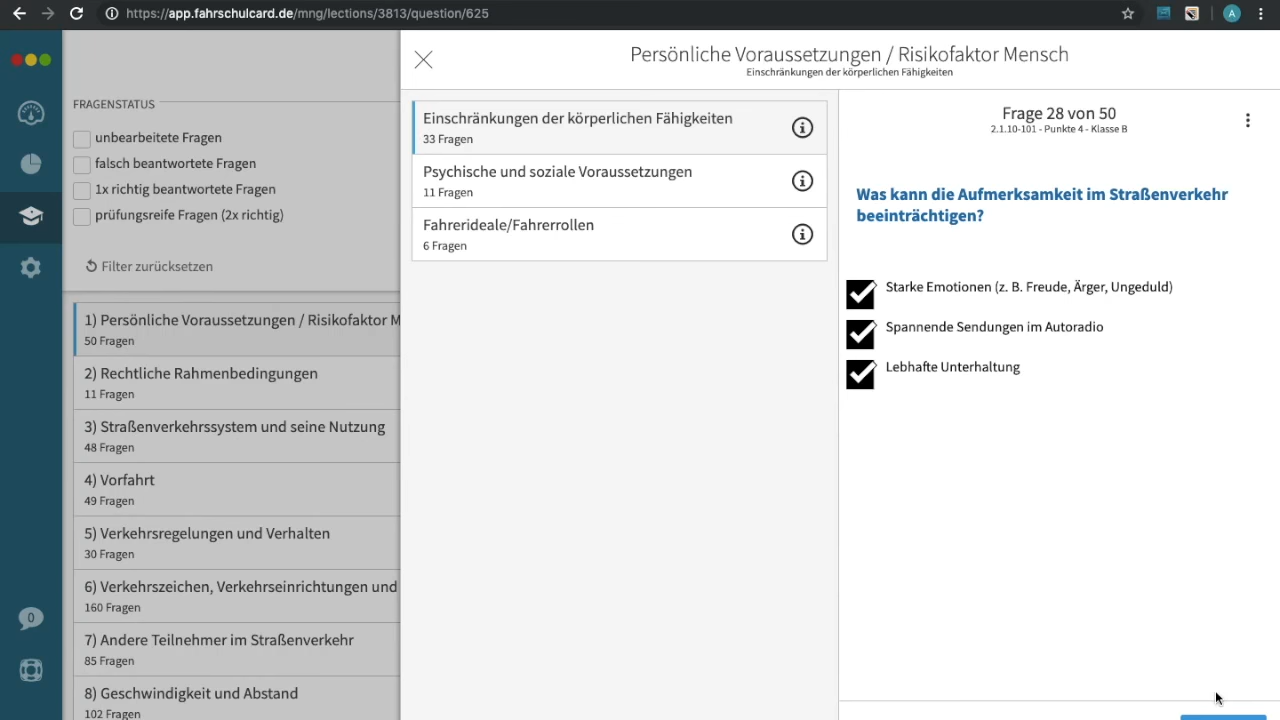 https://app.fahrschulcard.de/mng/lections/3813/question/625
A
FRAGENSTATUS
unbearbeitete Fragen
falsch beantwortete Fragen
1x richtig beantwortete Fragen
prüfungsreife Fragen (2x richtig)
Filter zurücksetzen
1) Persönliche Voraussetzungen / Risikofaktor M
50 Fragen
2) Rechtliche Rahmenbedingungen
11 Fragen
3) Straßenverkehrssystem und seine Nutzung
48 Fragen
4) Vorfahrt
49 Fragen
5) Verkehrsregelungen und Verhalten
30 Fragen
6) Verkehrszeichen, Verkehrseinrichtungen und
160 Fragen
7) Andere Teilnehmer im Straßenverkehr
85 Fragen
8) Geschwindigkeit und Abstand
102 Fragen
0
Persönliche Voraussetzungen / Risikofaktor Mensch
Einschränkungen der körperlichen Fähigkeiten
Einschränkungen der körperlichen Fähigkeiten
33 Fragen
Psychische und soziale Voraussetzungen
11 Fragen
Fahrerideale/Fahrerrollen
6 Fragen
Frage 28 von 50
2.1.10-101 - Punkte 4 - Klasse B
Was kann die Aufmerksamkeit im Straßenverkehr
beeinträchtigen?
Starke Emotionen (z. B. Freude, Ärger, Ungeduld)
Spannende Sendungen im Autoradio
Lebhafte Unterhaltung